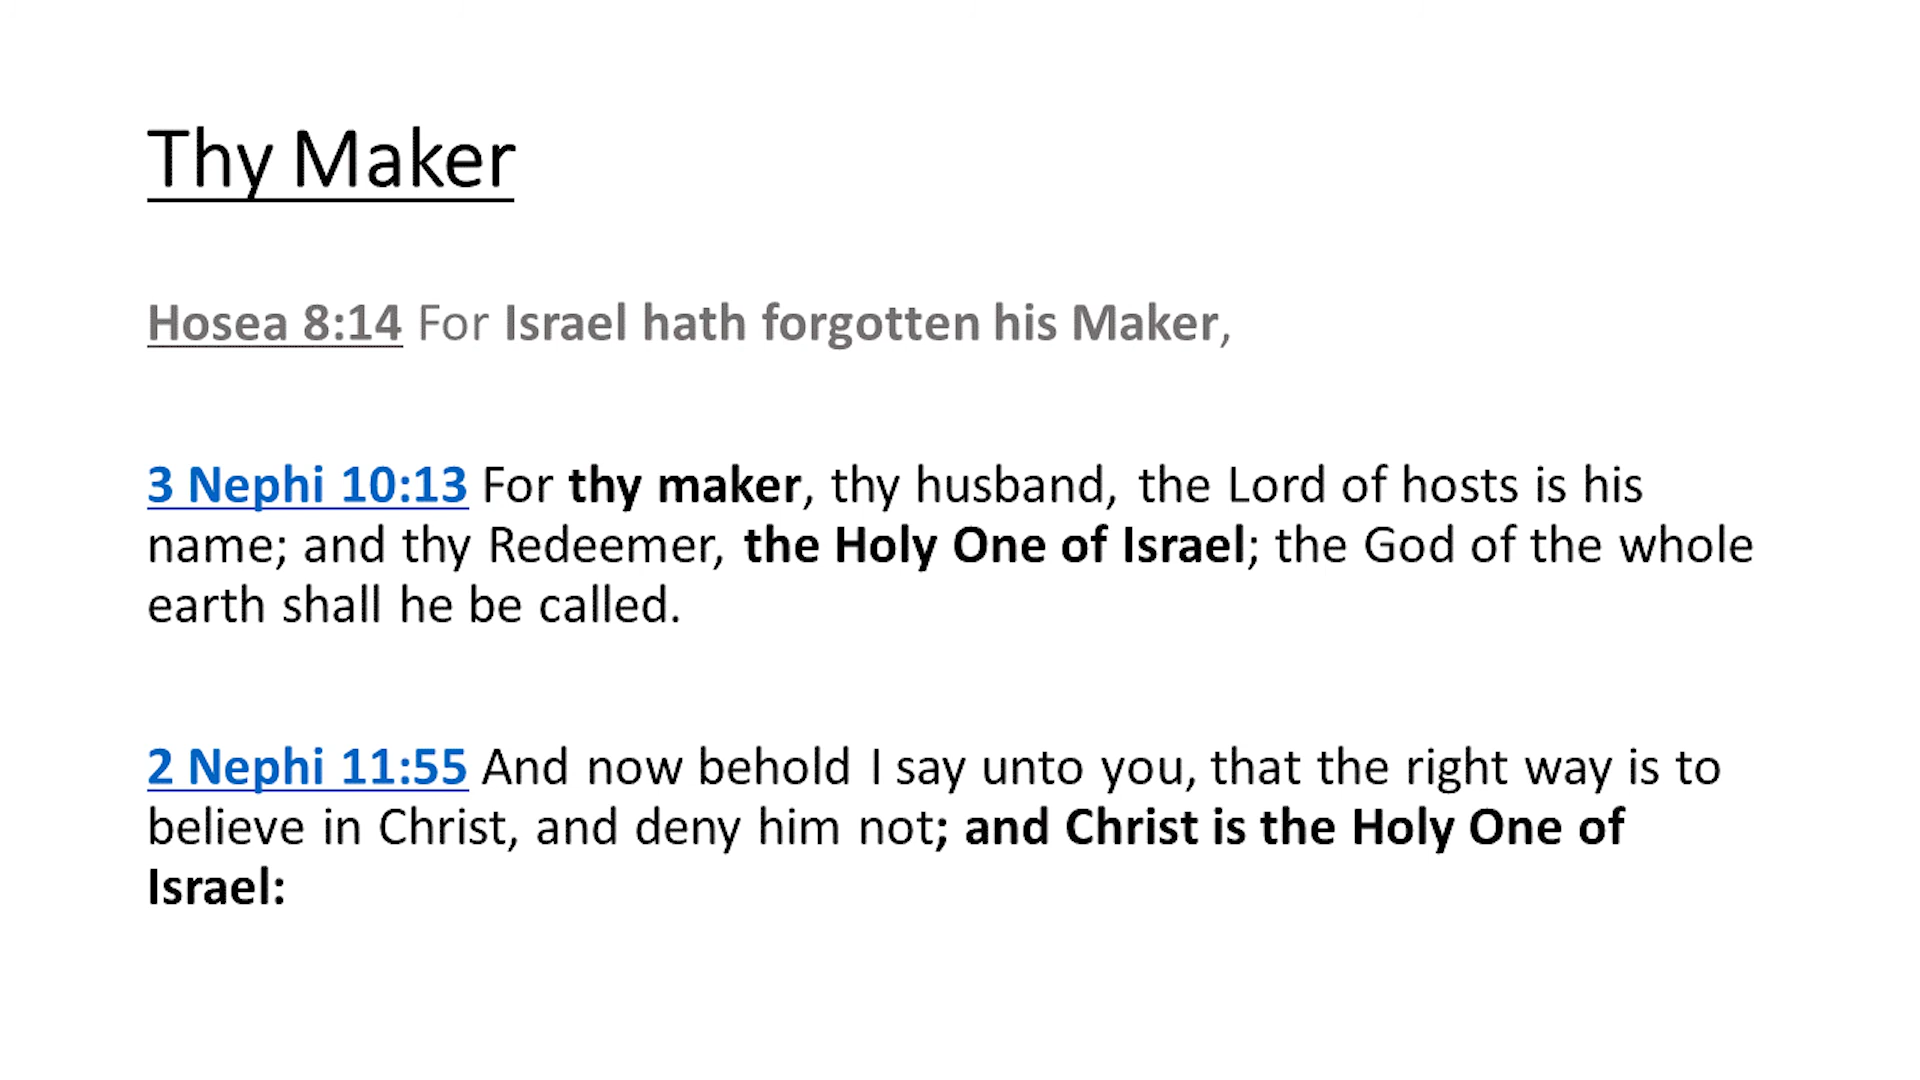 Thy Maker
Hosea 8:14 For Israel hath forgotten his Maker,
3 Nephi 10:13 For thy maker, thy husband, the Lord of hosts is his
name; and thy Redeemer, the Holy One of Israel; the God of the whole
earth shall he be called.
2 Nephi 11:55 And now behold I say unto you, that the right way is to
believe in Christ, and deny him not; and Christ is the Holy One of
Israel: